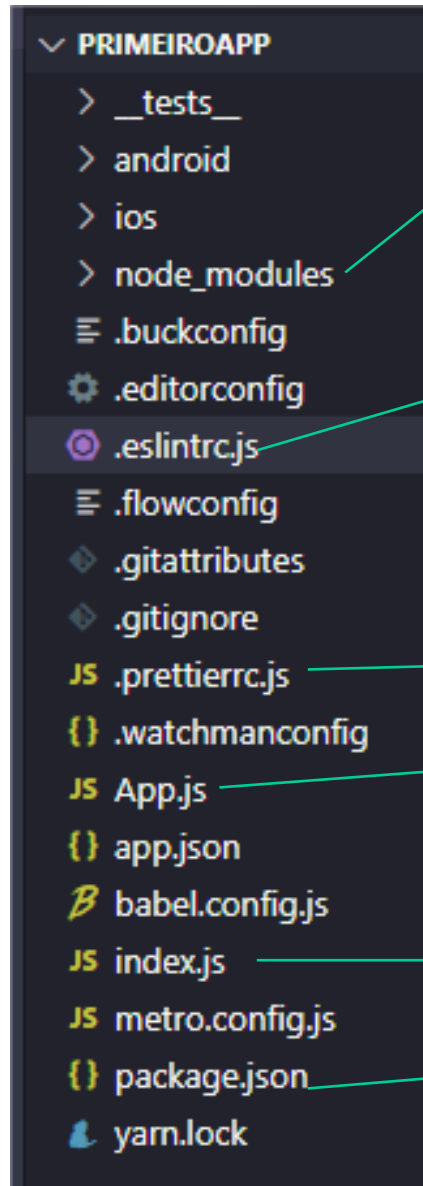 PRIMEIROAPP
__tests__
android
ios
node_modules
.buckconfig
.editorconfig
.eslintrc.js
.flowconfig
.gitattributes
.gitignore
JS .prettierrc.js
{} .watchmanconfig
JS App.js
{} app.json
B babel.config.js
JS index.js
JS metro.config.js
{} package.json
yarn.lock